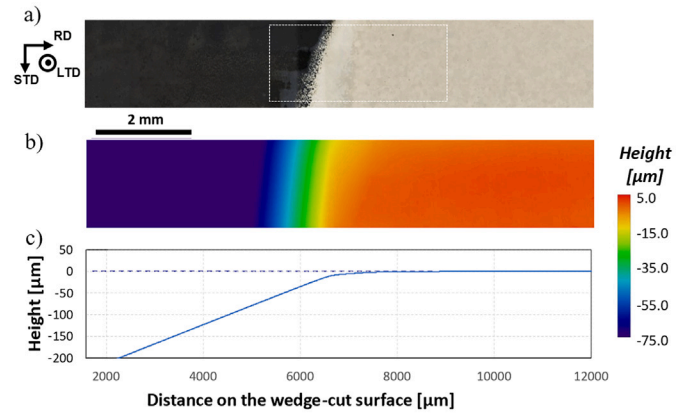 a)
RD
STD
LTD
2 mm
b)
Height
[µm]
5.0
-15.0
-35.0
-55.0
-75.0
c)
Height [µm]
50
0
-50
-100
-150
-200
2000 4000 6000 8000 10000 12000
Distance on the wedge-cut surface [µm]